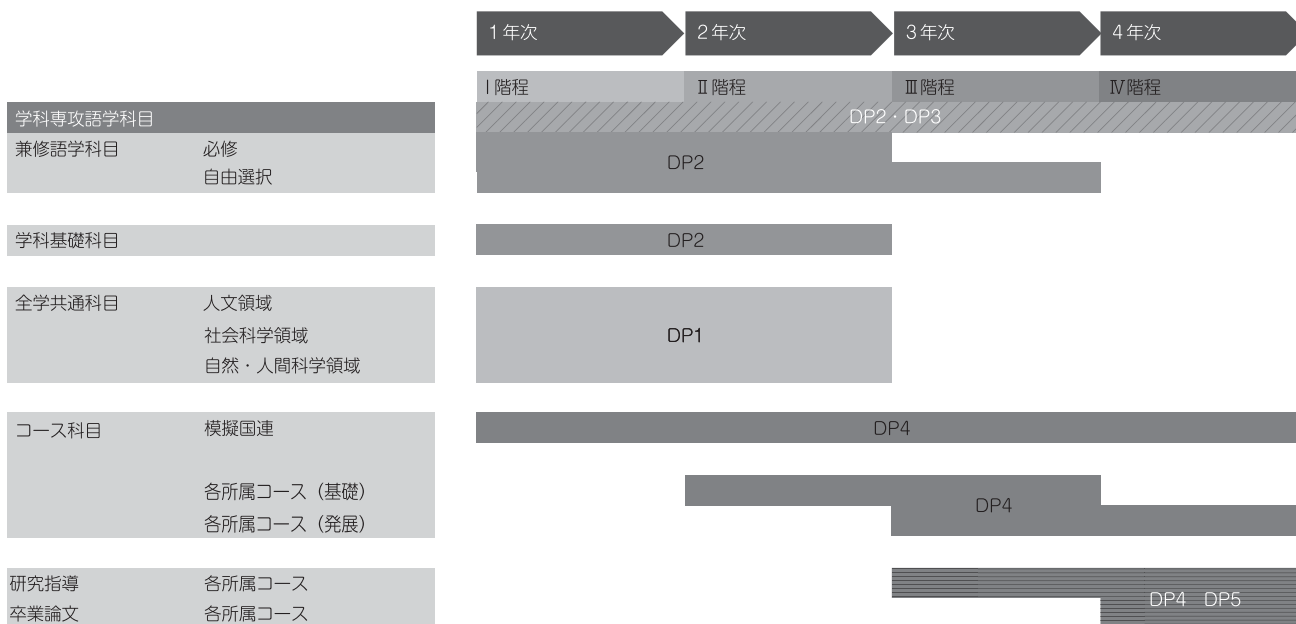 1年次 2年次 3年次 4年次
Ⅰ階程 Ⅱ階程 Ⅲ階程 Ⅳ階程
学科専攻語学科目 DP2・DP3
兼修語学科目 必修
DP2
自由選択
学科基礎科目 DP2
全学共通科目 人文領域
社会科学領域 DP1
自然・人間科学領域
コース科目 模擬国連 DP4
各所属コース（基礎）
DP4
各所属コース（発展）
研究指導 各所属コース
DP4 DP5
卒業論文 各所属コース